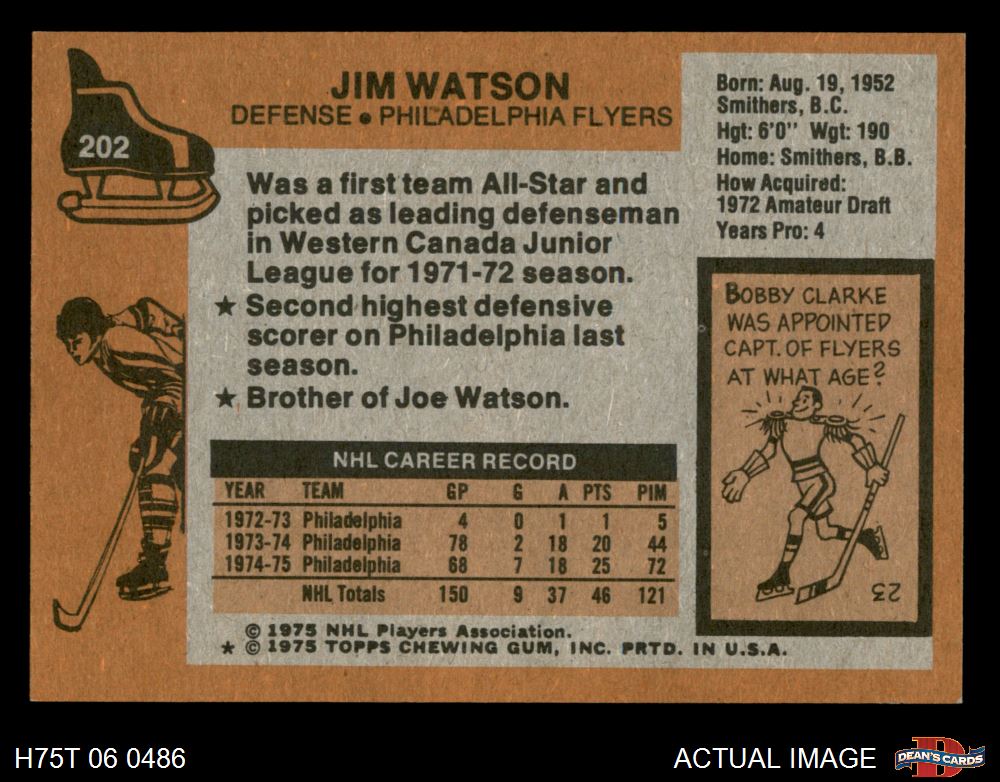 202
JIM WATSON
DEFENSE • PHILADELPHIA FLYERS
Born: Aug. 19, 1952
Smithers, B.C.
Hgt: 6'0" Wgt: 190
Home: Smithers, B.B.
How Acquired:
1972 Amateur Draft
Years Pro: 4
Was a first team All-Star and
picked as leading defenseman
in Western Canada Junior
League for 1971-72 season.
★ Second highest defensive
scorer on Philadelphia last
season.
★ Brother of Joe Watson.
BOBBY CLARKE
WAS APPOINTED
CAPT. OF FLYERS
AT WHAT AGE?
23
NHL CAREER RECORD
YEAR TEAM GP G A PTS PIM
1972-73 Philadelphia 4 0 1 1 5
1973-74 Philadelphia 78 2 18 20 44
1974-75 Philadelphia 68 7 18 25 72
NHL Totals 150 9 37 46 121
© 1975 NHL Players Association.
★ © 1975 TOPPS CHEWING GUM, INC. PRTD. IN U.S.A.
H75T 06 0486
ACTUAL IMAGE
D
DEAN'S CARDS